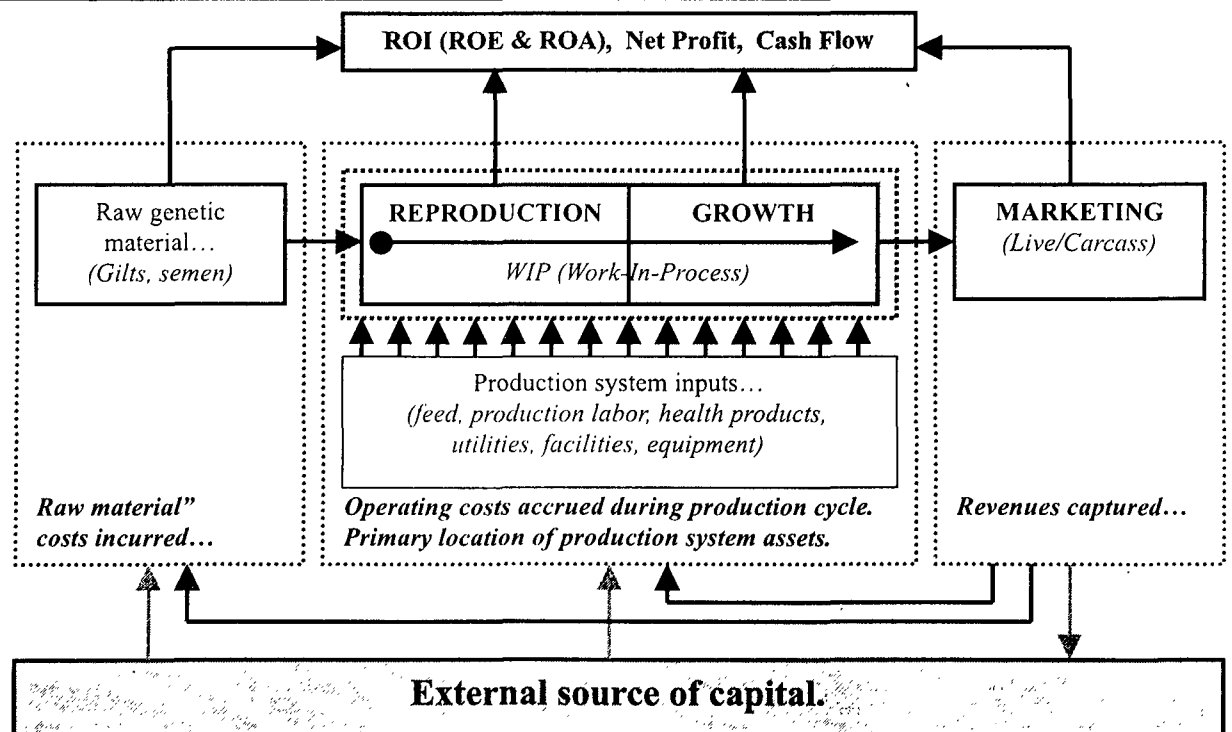 ROI (ROE & ROA), Net Profit, Cash Flow
Raw genetic
material…
(Gilts, semen)
REPRODUCTION
GROWTH
WIP (Work-In-Process)
MARKETING
(Live/Carcass)
Production system inputs…
(feed, production labor, health products,
utilities, facilities, equipment)
Raw material”
costs incurred…
Operating costs accrued during production cycle.
Primary location of production system assets.
Revenues captured…
External source of capital.